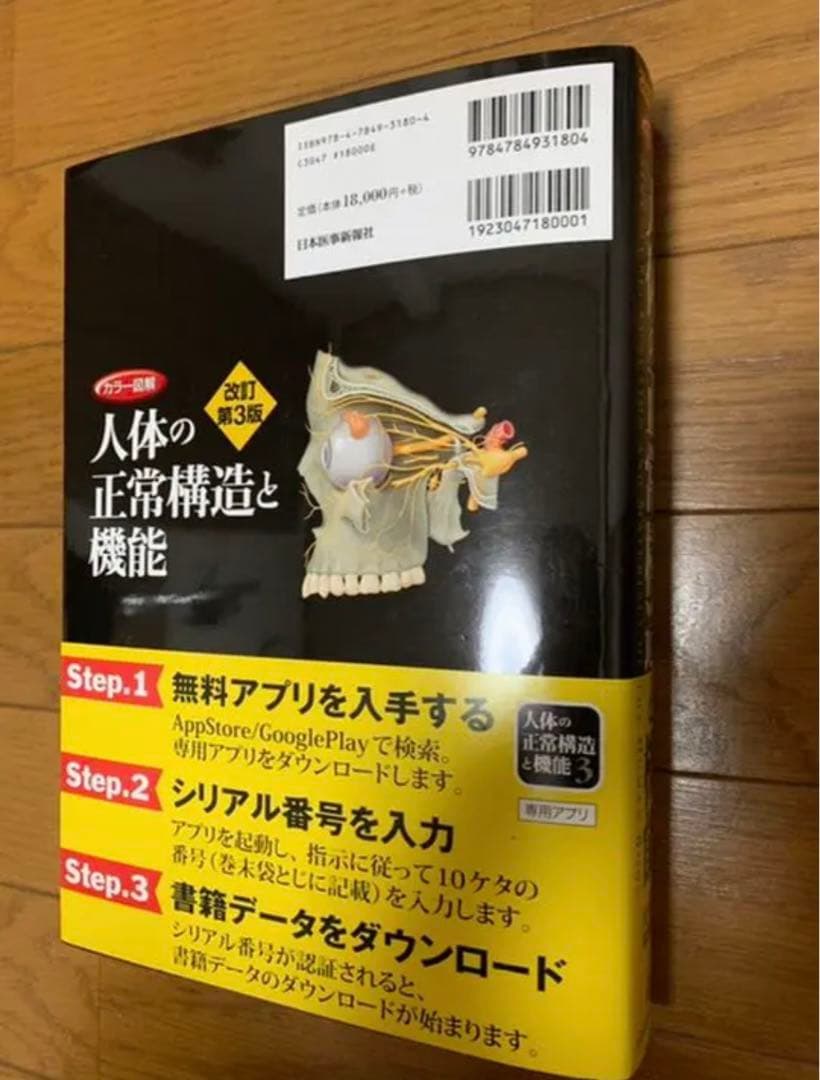 ISBN978-4-7849-3180-4
C3047 ¥18000E
定価(本体18,000円+税)
日本医事新報社
9784784931804
1923047180001
カラー図解
改訂
第3版
人体の
正常構造と
機能
Step.1 無料アプリを入手する
AppStore/GooglePlayで検索。
専用アプリをダウンロードします。
人体の
正常構造
と機能3
専用アプリ
Step.2 シリアル番号を入力
アプリを起動し、指示に従って10ケタの
番号(巻末袋とじに記載)を入力します。
Step.3 書籍データをダウンロード
シリアル番号が認証されると、
書籍データのダウンロードが始まります。